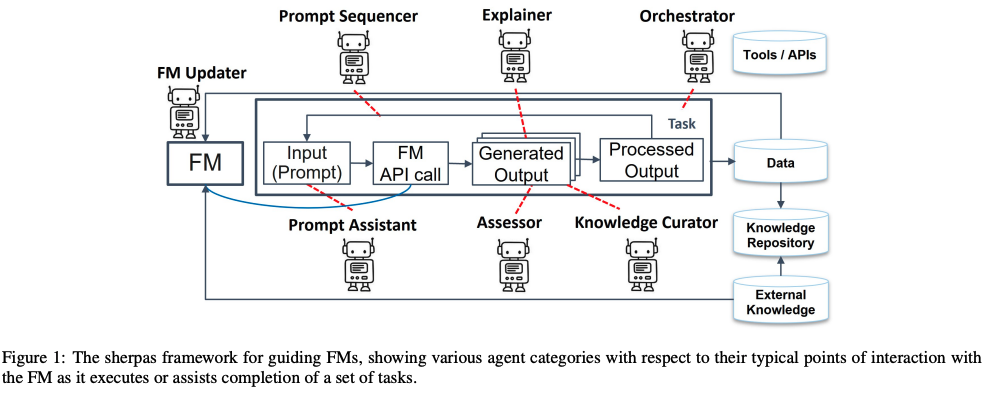 Prompt Sequencer
Explainer
Orchestrator
Tools / APIs
FM Updater
Task
FM
Input
(Prompt)
FM
API call
Generated
Output
Processed
Output
Data
Prompt Assistant
Assessor
Knowledge Curator
Knowledge
Repository
External
Knowledge
Figure 1: The sherpas framework for guiding FMs, showing various agent categories with respect to their typical points of interaction with
the FM as it executes or assists completion of a set of tasks.